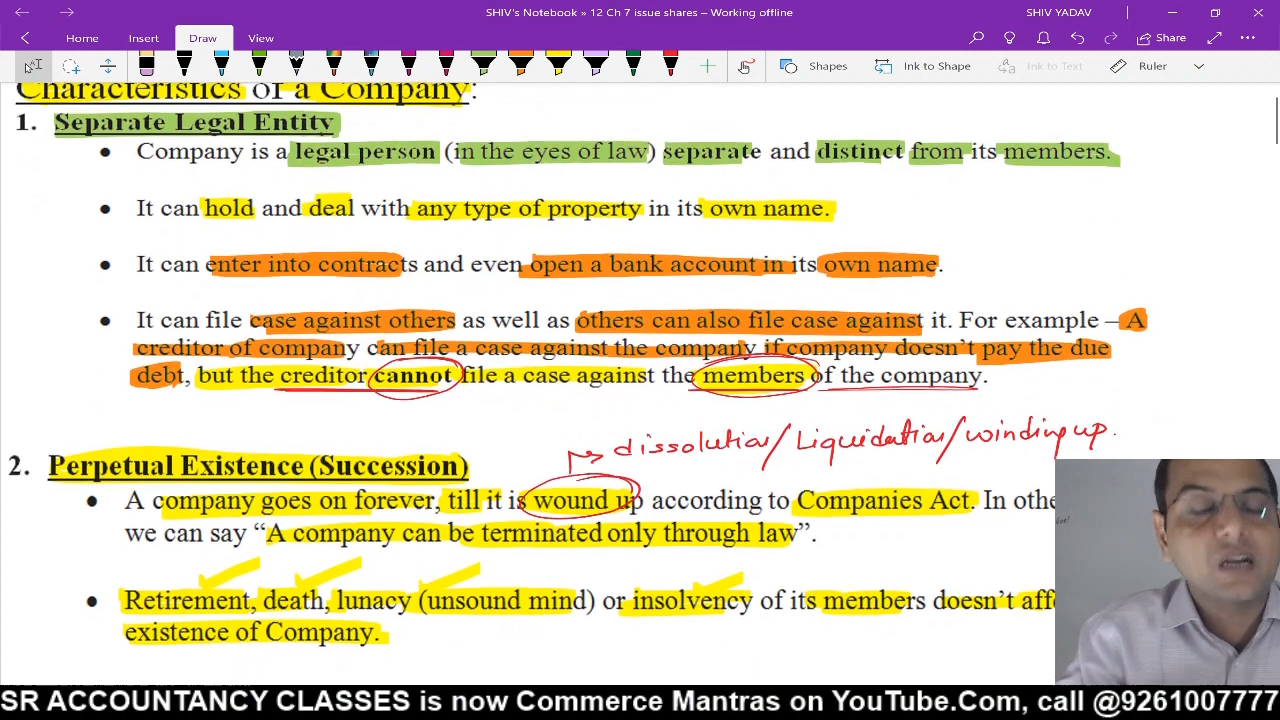 SHIV's Notebook » 12 Ch 7 issue shares – Working offline
SHIV YADAV
Home Insert Draw View
Share
Shapes Ink to Shape Ink to Text Ruler
Characteristics of a Company:
1. Separate Legal Entity
• Company is a legal person (in the eyes of law) separate and distinct from its members.
• It can hold and deal with any type of property in its own name.
• It can enter into contracts and even open a bank account in its own name.
• It can file case against others as well as others can also file case against it. For example – A
creditor of company can file a case against the company if company doesn't pay the due
debt, but the creditor cannot file a case against the members of the company.
dissolution/Liquidation/winding up.
2. Perpetual Existence (Succession)
• A company goes on forever, till it is wound up according to Companies Act. In othe
we can say “A company can be terminated only through law”.
• Retirement, death, lunacy (unsound mind) or insolvency of its members doesn't aff
existence of Company.
SR ACCOUNTANCY CLASSES is now Commerce Mantras on YouTube.Com, call @9261007777